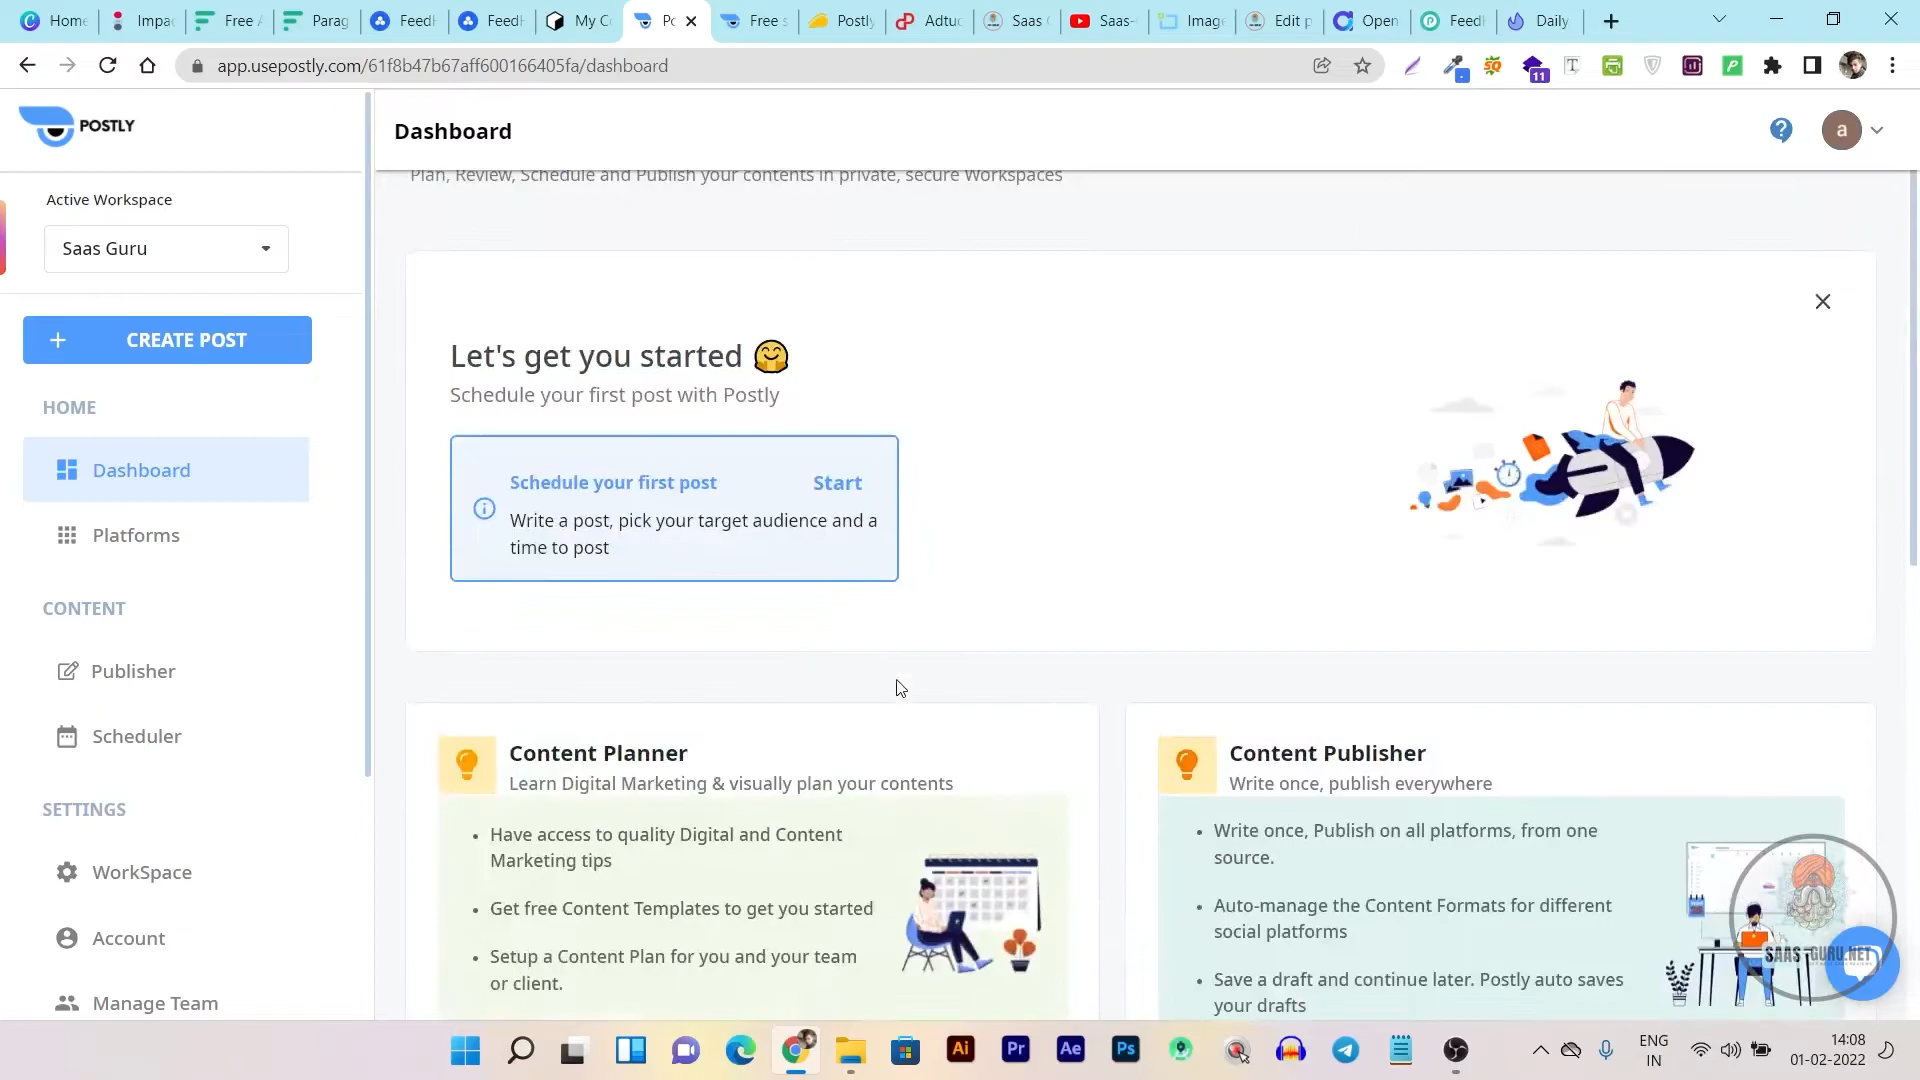 Home
Impa
Free
Parag
Feed
Feed
My C
Po
Free s
Postly
Adtu
Saas
Saas-
Imag
Edit p
Open
Feed
Daily
app.usepostly.com/61f8b47b67aff600166405fa/dashboard
11
POSTLY
Dashboard
a
Plan, Review, Schedule and Publish your contents in private, secure Workspaces
Active Workspace
Saas Guru
+ CREATE POST
HOME
Dashboard
Platforms
CONTENT
Publisher
Scheduler
SETTINGS
WorkSpace
Account
Manage Team
Let's get you started
Schedule your first post with Postly
Schedule your first post
Start
Write a post, pick your target audience and a
time to post
Content Planner
Learn Digital Marketing & visually plan your contents
• Have access to quality Digital and Content
Marketing tips
• Get free Content Templates to get you started
• Setup a Content Plan for you and your team
or client.
Content Publisher
Write once, publish everywhere
• Write once, Publish on all platforms, from one
source.
• Auto-manage the Content Formats for different
social platforms
• Save a draft and continue later. Postly auto saves
your drafts
SAAS-GURU.NET
Ai
Pr
Ae
Ps
ENG
IN
14:08
01-02-2022